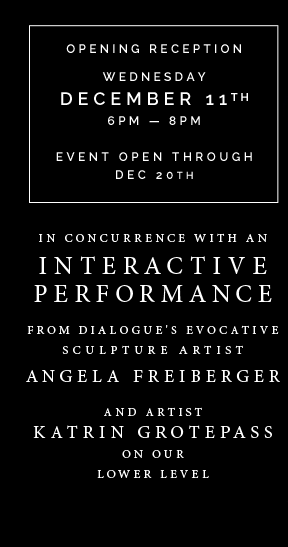 OPENING RECEPTION
WEDNESDAY
DECEMBER 11TH
6PM — 8PM
EVENT OPEN THROUGH
DEC 20TH
IN CONCURRENCE WITH AN
INTERACTIVE
PERFORMANCE
FROM DIALOGUE'S EVOCATIVE
SCULPTURE ARTIST
ANGELA FREIBERGER
AND ARTIST
KATRIN GROTEPASS
ON OUR
LOWER LEVEL